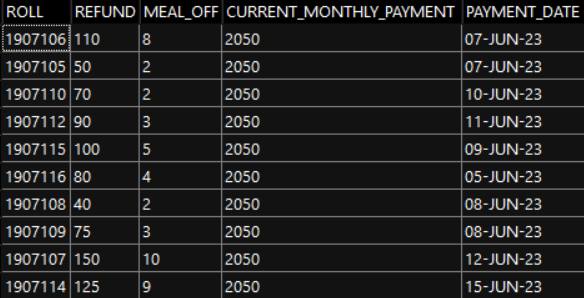 ROLL REFUND MEAL_OFF CURRENT_MONTHLY_PAYMENT PAYMENT_DATE
1907106 110 8 2050 07-JUN-23
1907105 50 2 2050 07-JUN-23
1907110 70 2 2050 10-JUN-23
1907112 90 3 2050 11-JUN-23
1907115 100 5 2050 09-JUN-23
1907116 80 4 2050 05-JUN-23
1907108 40 2 2050 08-JUN-23
1907109 75 3 2050 08-JUN-23
1907107 150 10 2050 12-JUN-23
1907114 125 9 2050 15-JUN-23